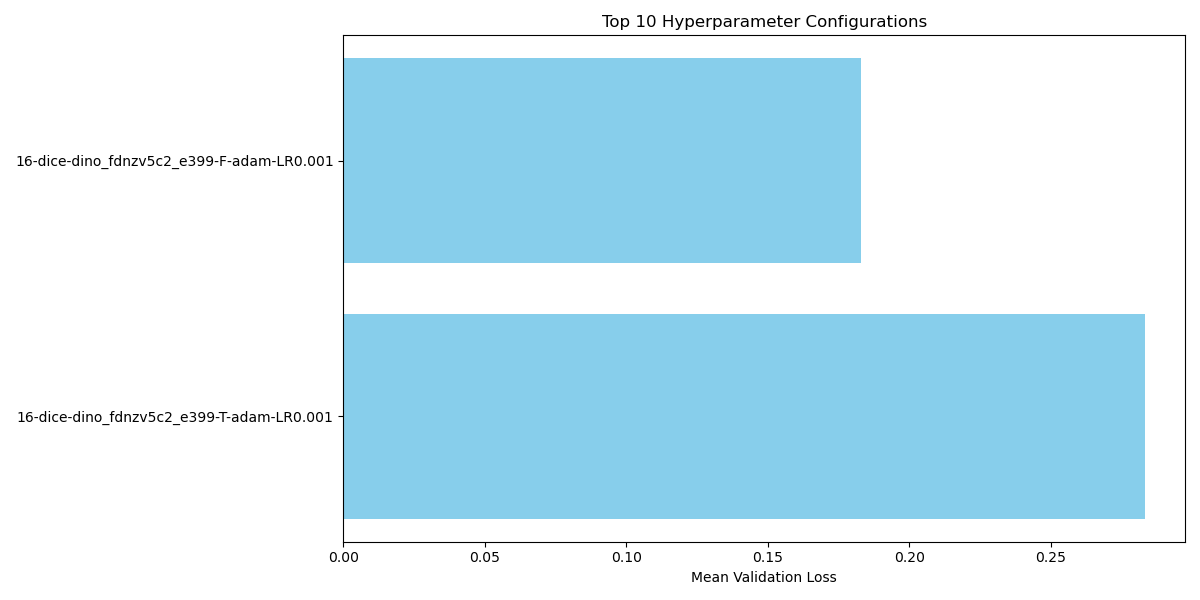 Top 10 Hyperparameter Configurations
16-dice-dino_fdnzv5c2_e399-F-adam-LR0.001
16-dice-dino_fdnzv5c2_e399-T-adam-LR0.001
0.00 0.05 0.10 0.15 0.20 0.25
Mean Validation Loss